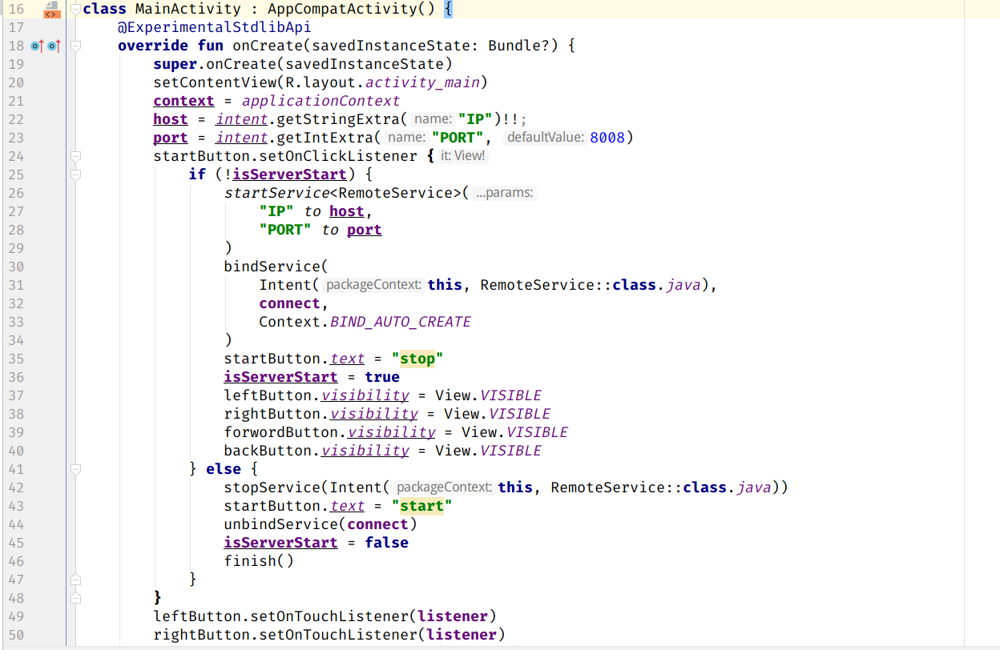 16 class MainActivity : AppCompatActivity() {
17 @ExperimentalStdlibApi
18 override fun onCreate(savedInstanceState: Bundle?) {
19 super.onCreate(savedInstanceState)
20 setContentView(R.layout.activity_main)
21 context = applicationContext
22 host = intent.getStringExtra( name: "IP")!!;
23 port = intent.getIntExtra( name: "PORT", defaultValue: 8008)
24 startButton.setOnClickListener { it: View!
25 if (!isServerStart) {
26 startService<RemoteService>( ...params:
27 "IP" to host,
28 "PORT" to port
29 )
30 bindService(
31 Intent( packageContext: this, RemoteService::class.java),
32 connect,
33 Context.BIND_AUTO_CREATE
34 )
35 startButton.text = "stop"
36 isServerStart = true
37 leftButton.visibility = View.VISIBLE
38 rightButton.visibility = View.VISIBLE
39 forwordButton.visibility = View.VISIBLE
40 backButton.visibility = View.VISIBLE
41 } else {
42 stopService(Intent( packageContext: this, RemoteService::class.java))
43 startButton.text = "start"
44 unbindService(connect)
45 isServerStart = false
46 finish()
47 }
48 }
49 leftButton.setOnTouchListener(listener)
50 rightButton.setOnTouchListener(listener)